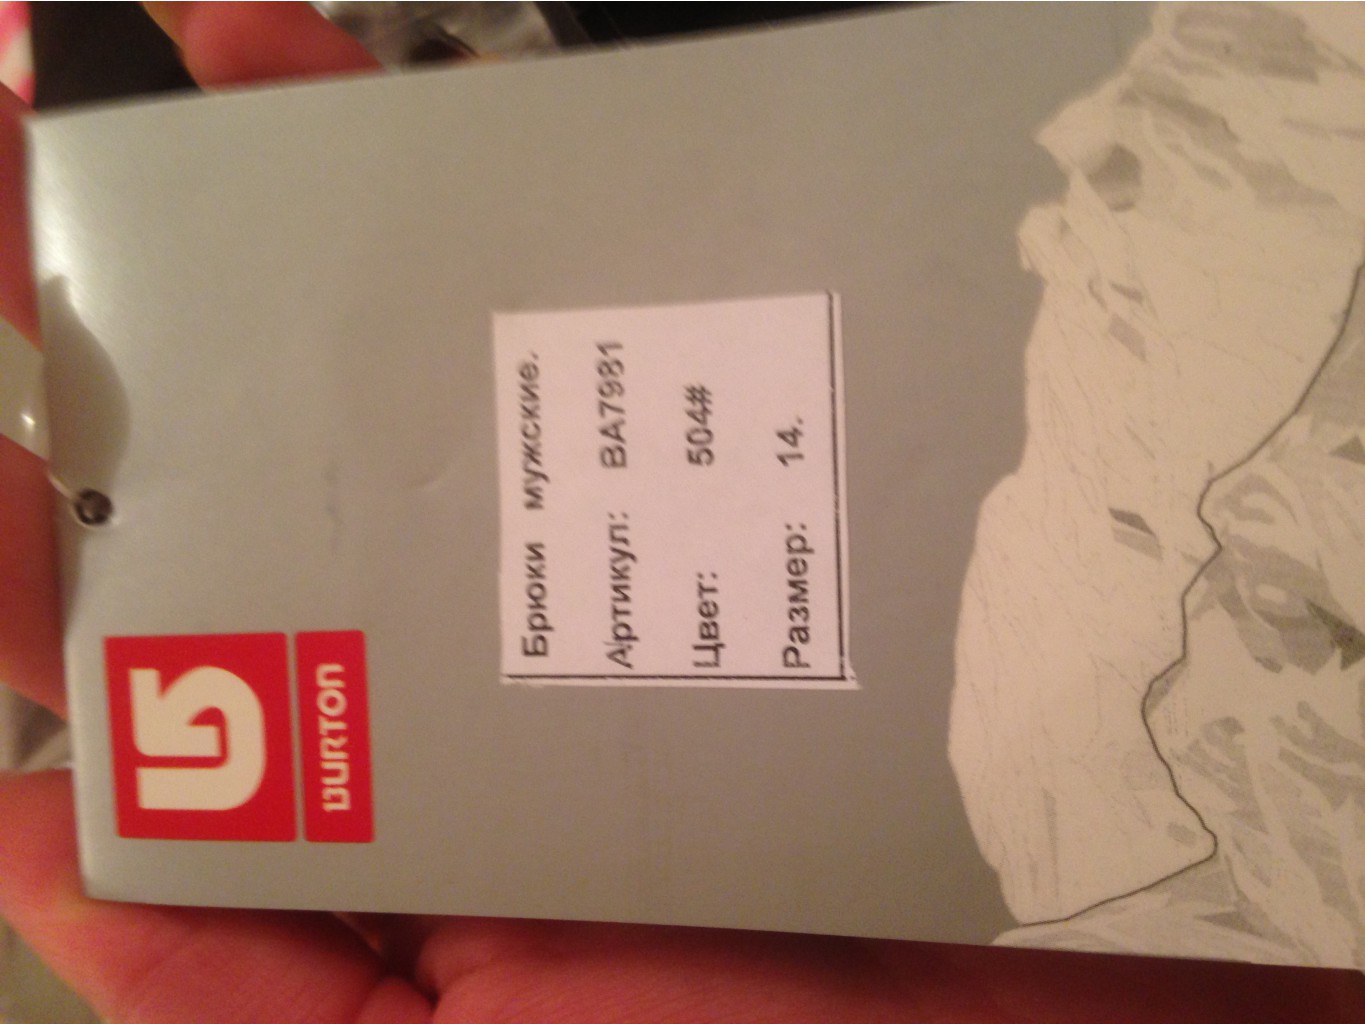 BURTON
Брюки мужские.
Артикул: BA7981
Цвет: 504#
Размер: 14.